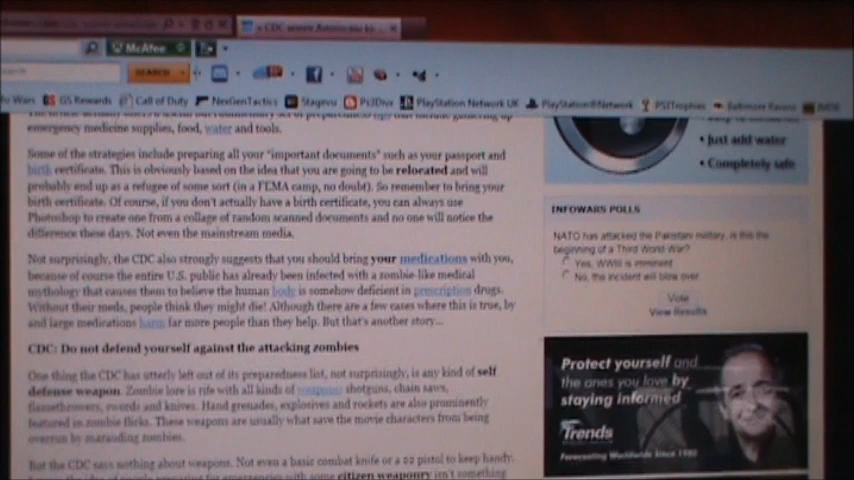 CDC
McAfee
SEARCH
GS Rewards Call of Duty NexGenTactics Stagevu Ps3Divx PlayStation Network UK PlayStation®Network PS3Trophies Baltimore Ravens IMDB
emergency medicine supplies, food, water and tools.
Some of the strategies include preparing all your "important documents" such as your passport and
birth certificate. This is obviously based on the idea that you are going to be relocated and will
probably end up as a refugee of some sort (in a FEMA camp, no doubt). So remember to bring your
birth certificate. Of course, if you don't actually have a birth certificate, you can always use
Photoshop to create one from a collage of random scanned documents and no one will notice the
difference these days. Not even the mainstream media.
Not surprisingly, the CDC also strongly suggests that you should bring your medications with you,
because of course the entire U.S. public has already been infected with a zombie-like medical
mythology that causes them to believe the human body is somehow deficient in prescription drugs.
Without their meds, people think they might die! Although there are a few cases where this is true, by
and large medications harm far more people than they help. But that's another story...
CDC: Do not defend yourself against the attacking zombies
One thing the CDC has utterly left out of its preparedness list, not surprisingly, is any kind of self
defense weapon. Zombie lore is rife with all kinds of weapons: shotguns, chain saws,
flamethrowers, swords and knives. Hand grenades, explosives and rockets are also prominently
featured in zombie flicks. These weapons are usually what save the movie characters from being
overrun by marauding zombies.
But the CDC says nothing about weapons. Not even a basic combat knife or a 22 pistol to keep handy.
citizen weaponry isn't something
• Just add water
• Completely safe
INFOWARS POLLS
NATO has attacked the Pakistani military, is this the
beginning of a Third World War?
Yes, WWIII is imminent
No, the incident will blow over
Vote
View Results
Protect yourself and
the ones you love by
staying informed
Trends
Forecasting Worldwide Since 1980